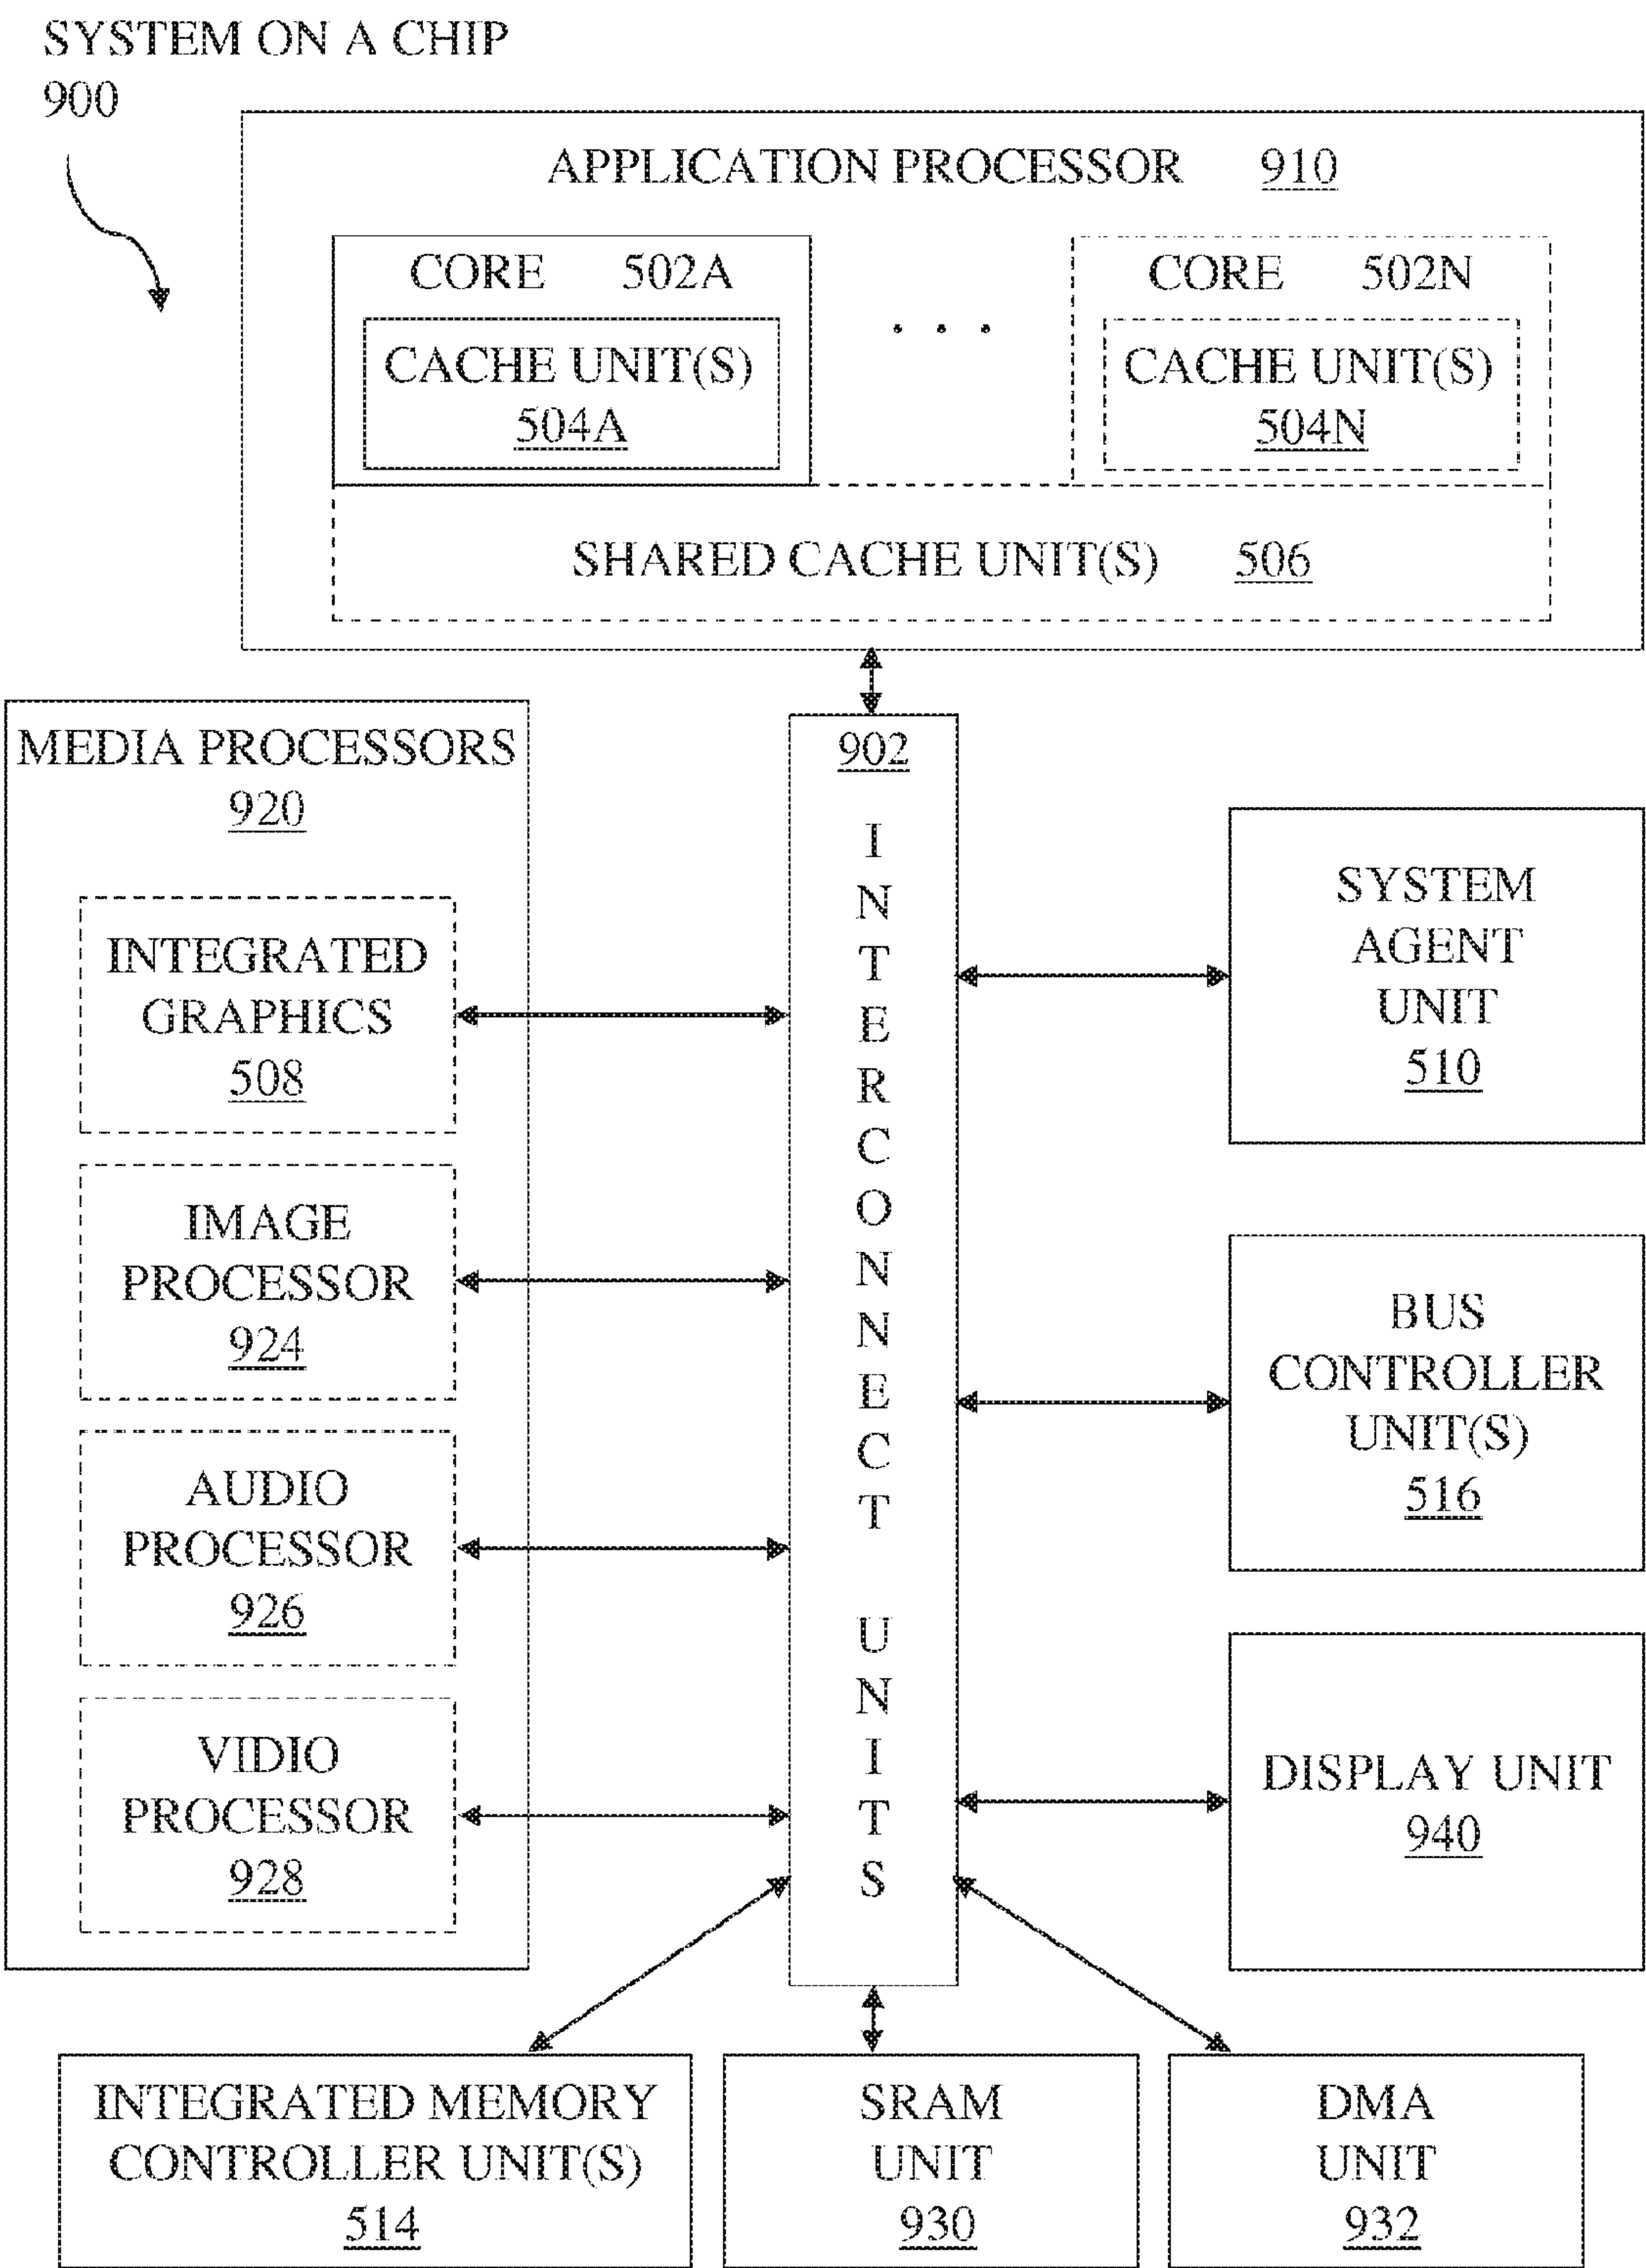 SYSTEM ON A CHIP
900
APPLICATION PROCESSOR 910
CORE 502A
CACHE UNIT(S)
504A
. . .
CORE 502N
CACHE UNIT(S)
504N
SHARED CACHE UNIT(S) 506
MEDIA PROCESSORS
920
INTEGRATED
GRAPHICS
508
IMAGE
PROCESSOR
924
AUDIO
PROCESSOR
926
VIDIO
PROCESSOR
928
902
INTERCONNECT UNITS
SYSTEM
AGENT
UNIT
510
BUS
CONTROLLER
UNIT(S)
516
DISPLAY UNIT
940
INTEGRATED MEMORY
CONTROLLER UNIT(S)
514
SRAM
UNIT
930
DMA
UNIT
932